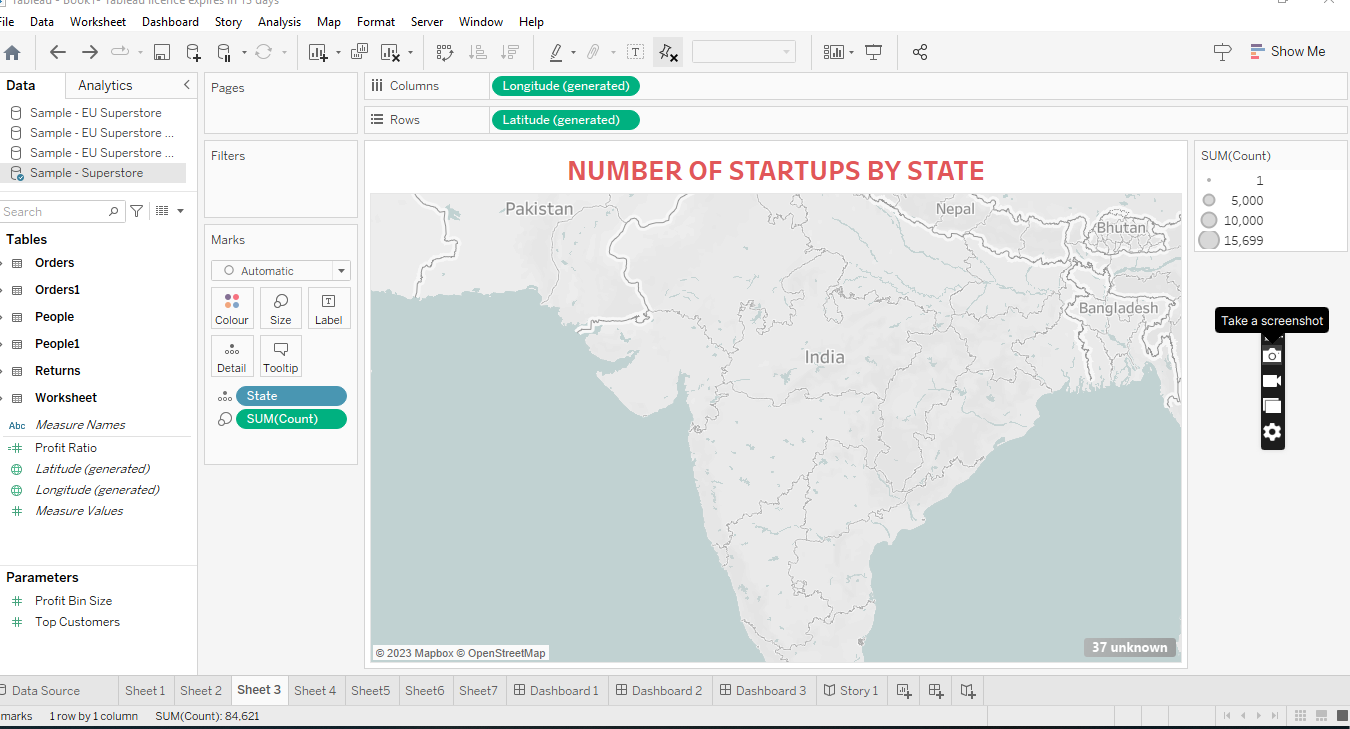 Tableau - Book1- Tableau licence expires in 13 days
File Data Worksheet Dashboard Story Analysis Map Format Server Window Help
Show Me
Data Analytics
Sample - EU Superstore
Sample - EU Superstore ...
Sample - EU Superstore ...
Sample - Superstore
Search
Tables
Orders
Orders1
People
People1
Returns
Worksheet
Abc Measure Names
Profit Ratio
Latitude (generated)
Longitude (generated)
Measure Values
Parameters
Profit Bin Size
Top Customers
Pages
Filters
Marks
Automatic
Colour Size Label
Detail Tooltip
State
SUM(Count)
Columns Longitude (generated)
Rows Latitude (generated)
NUMBER OF STARTUPS BY STATE
Pakistan
Nepal
Bhutan
Bangladesh
India
© 2023 Mapbox © OpenStreetMap
37 unknown
SUM(Count)
1
5,000
10,000
15,699
Take a screenshot
Data Source Sheet 1 Sheet 2 Sheet 3 Sheet 4 Sheet5 Sheet6 Sheet7 Dashboard 1 Dashboard 2 Dashboard 3 Story 1
marks 1 row by 1 column SUM(Count): 84,621